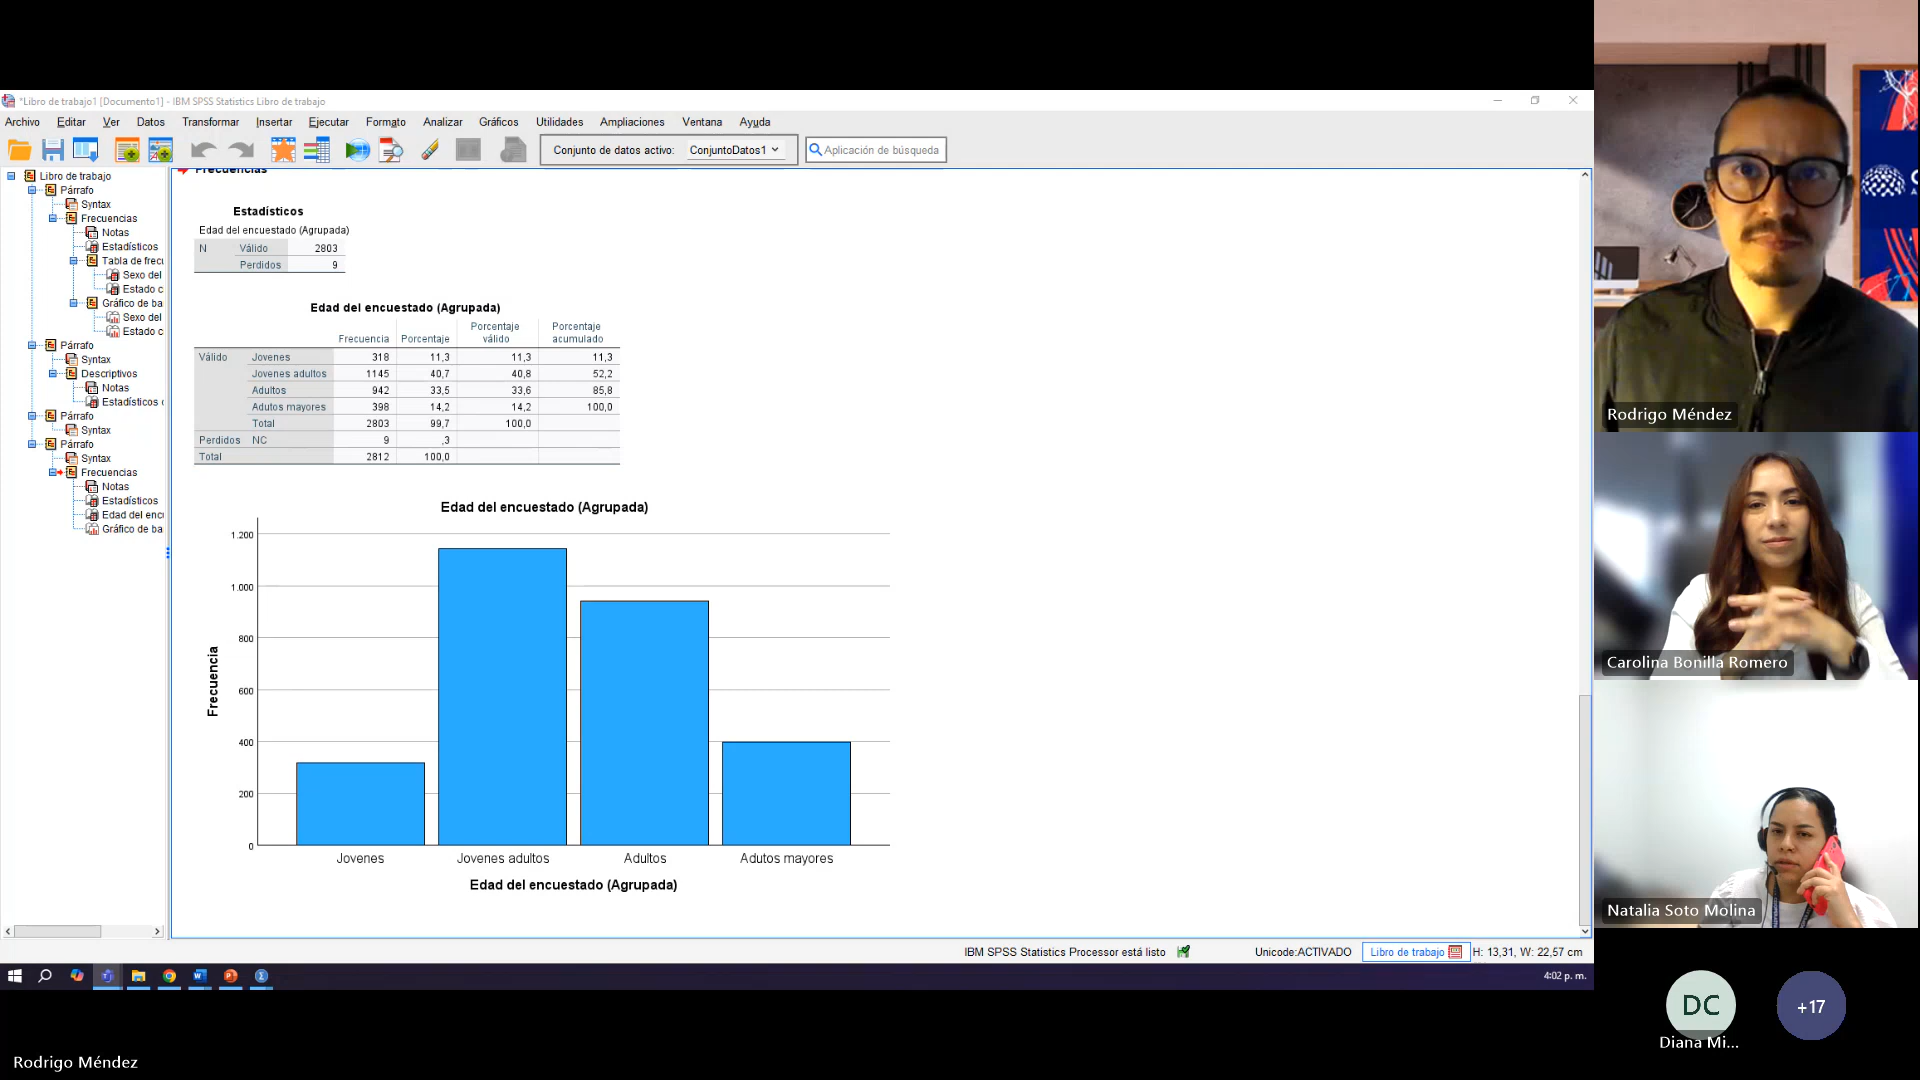 *Libro de trabajo1 [Documento1] - IBM SPSS Statistics Libro de trabajo
Archivo Editar Ver Datos Transformar Insertar Ejecutar Formato Analizar Gráficos Utilidades Ampliaciones Ventana Ayuda
Conjunto de datos activo: ConjuntoDatos1 Aplicación de búsqueda
Libro de trabajo
Párrafo
Syntax
Frecuencias
Notas
Estadísticos
Tabla de frecu
Sexo del
Estado c
Gráfico de ba
Sexo del
Estado c
Párrafo
Syntax
Descriptivos
Notas
Estadísticos
Párrafo
Syntax
Párrafo
Syntax
Frecuencias
Notas
Estadísticos
Edad del enc
Gráfico de ba
Frecuencias
Estadísticos
Edad del encuestado (Agrupada)
N Válido 2803
Perdidos 9
Edad del encuestado (Agrupada)
Frecuencia Porcentaje Porcentaje válido Porcentaje acumulado
Válido Jovenes 318 11,3 11,3 11,3
Jovenes adultos 1145 40,7 40,8 52,2
Adultos 942 33,5 33,6 85,8
Adutos mayores 398 14,2 14,2 100,0
Total 2803 99,7 100,0
Perdidos NC 9 ,3
Total 2812 100,0
Edad del encuestado (Agrupada)
Frecuencia
1.200
1.000
800
600
400
200
0
Jovenes Jovenes adultos Adultos Adutos mayores
Edad del encuestado (Agrupada)
IBM SPSS Statistics Processor está listo Unicode:ACTIVADO Libro de trabajo H: 13,31, W: 22,57 cm
4:02 p. m.
Rodrigo Méndez
Rodrigo Méndez
Carolina Bonilla Romero
Natalia Soto Molina
DC
Diana Mi...
+17